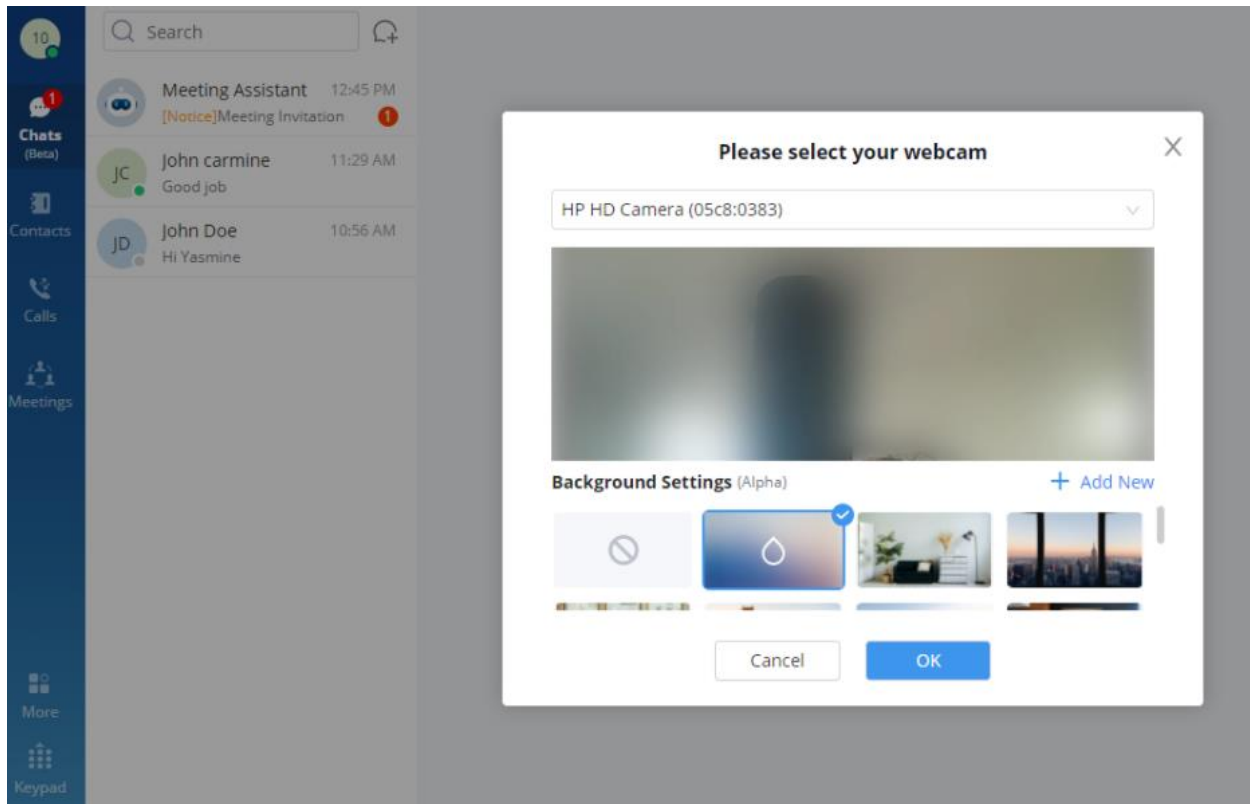 10
Search
1
Chats
(Beta)
Contacts
Calls
Meetings
More
Keypad
Meeting Assistant 12:45 PM
[Notice]Meeting Invitation 1
JC John carmine 11:29 AM
Good job
JD John Doe 10:56 AM
Hi Yasmine
Please select your webcam
HP HD Camera (05c8:0383)
Background Settings (Alpha) + Add New
Cancel OK